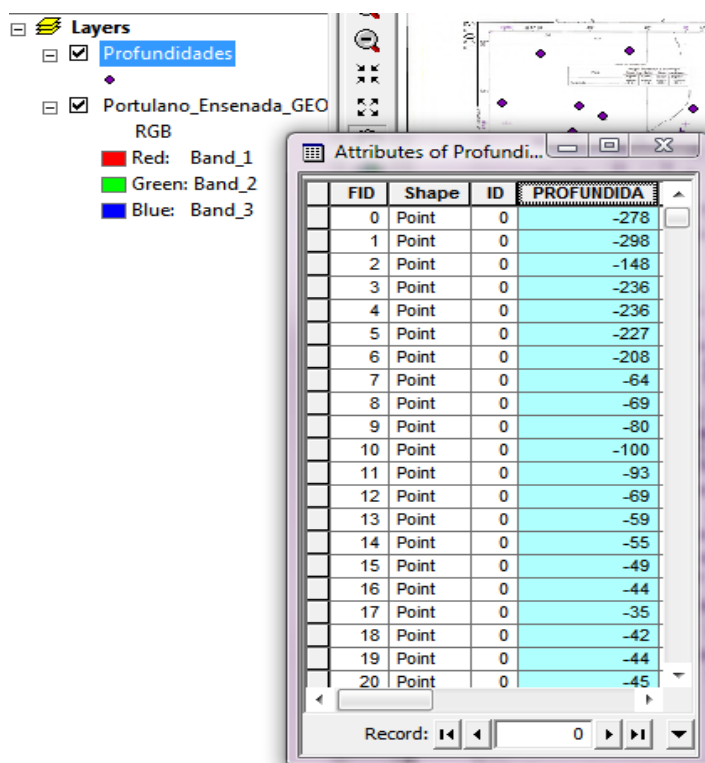 Layers
Profundidades
Portulano_Ensenada_GEO
RGB
Red: Band_1
Green: Band_2
Blue: Band_3
Attributes of Profundi...
FID Shape ID PROFUNDIDA
0 Point 0 -278
1 Point 0 -298
2 Point 0 -148
3 Point 0 -236
4 Point 0 -236
5 Point 0 -227
6 Point 0 -208
7 Point 0 -64
8 Point 0 -69
9 Point 0 -80
10 Point 0 -100
11 Point 0 -93
12 Point 0 -69
13 Point 0 -59
14 Point 0 -55
15 Point 0 -49
16 Point 0 -44
17 Point 0 -35
18 Point 0 -42
19 Point 0 -44
20 Point 0 -45
Record: 0